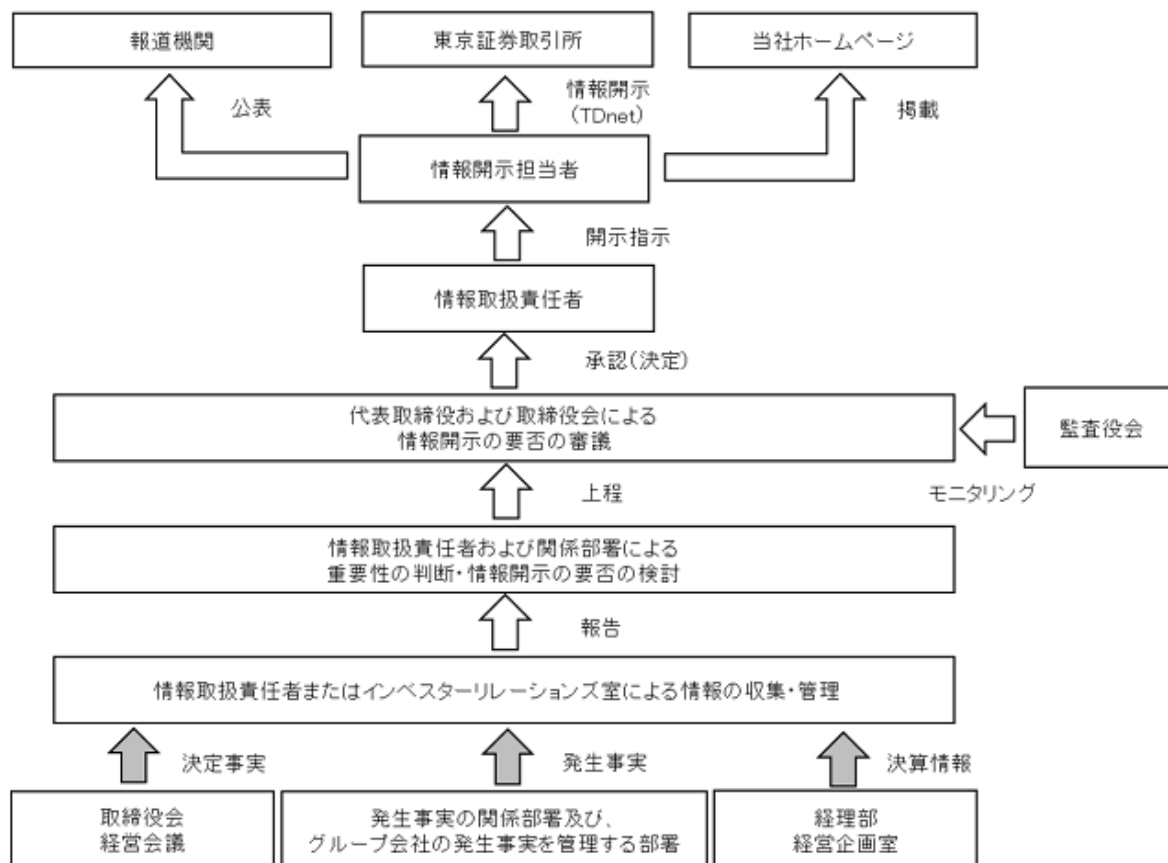 報道機関
東京証券取引所
当社ホームページ
公表
情報開示
(TDnet)
掲載
情報開示担当者
開示指示
情報取扱責任者
承認(決定)
代表取締役および取締役会による
情報開示の要否の審議
監査役会
上程
モニタリング
情報取扱責任者および関係部署による
重要性の判断・情報開示の要否の検討
報告
情報取扱責任者またはインベスターリレーションズ室による情報の収集・管理
決定事実
発生事実
決算情報
取締役会
経営会議
発生事実の関係部署及び、
グループ会社の発生事実を管理する部署
経理部
経営企画室